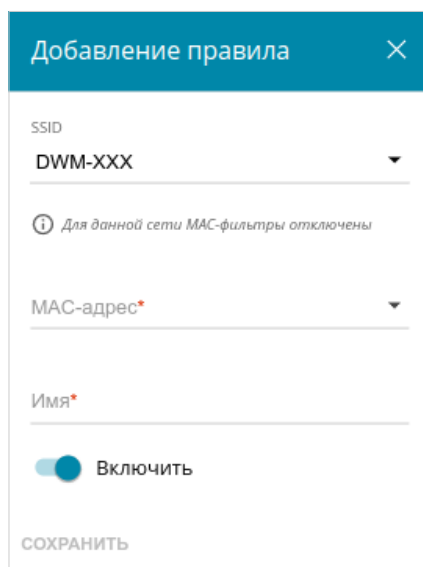 Добавление правила
SSID
DWM-XXX
Для данной сети MAC-фильтры отключены
MAC-адрес*
Имя*
Включить
СОХРАНИТЬ